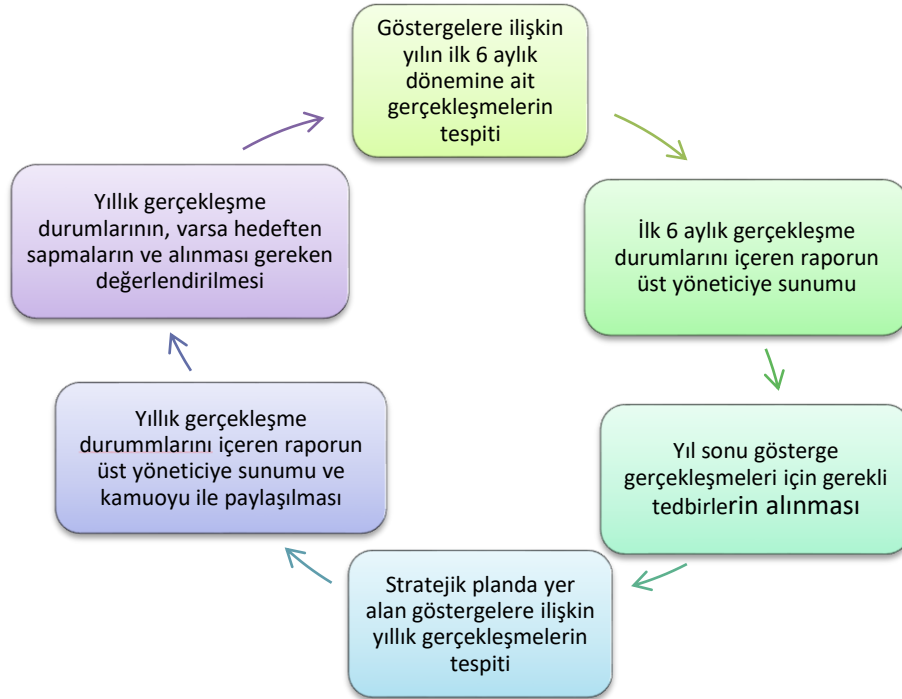 Göstergelere ilişkin
yılın ilk 6 aylık
dönemine ait
gerçekleşmelerin
tespiti
İlk 6 aylık gerçekleşme
durumlarını içeren raporun
üst yöneticiye sunumu
Yıl sonu gösterge
gerçekleşmeleri için gerekli
tedbirlerin alınması
Stratejik planda yer
alan göstergelere ilişkin
yıllık gerçekleşmelerin
tespiti
Yıllık gerçekleşme
durummlarını içeren raporun
üst yöneticiye sunumu ve
kamuoyu ile paylaşılması
Yıllık gerçekleşme
durumlarının, varsa hedeften
sapmaların ve alınması gereken
değerlendirilmesi